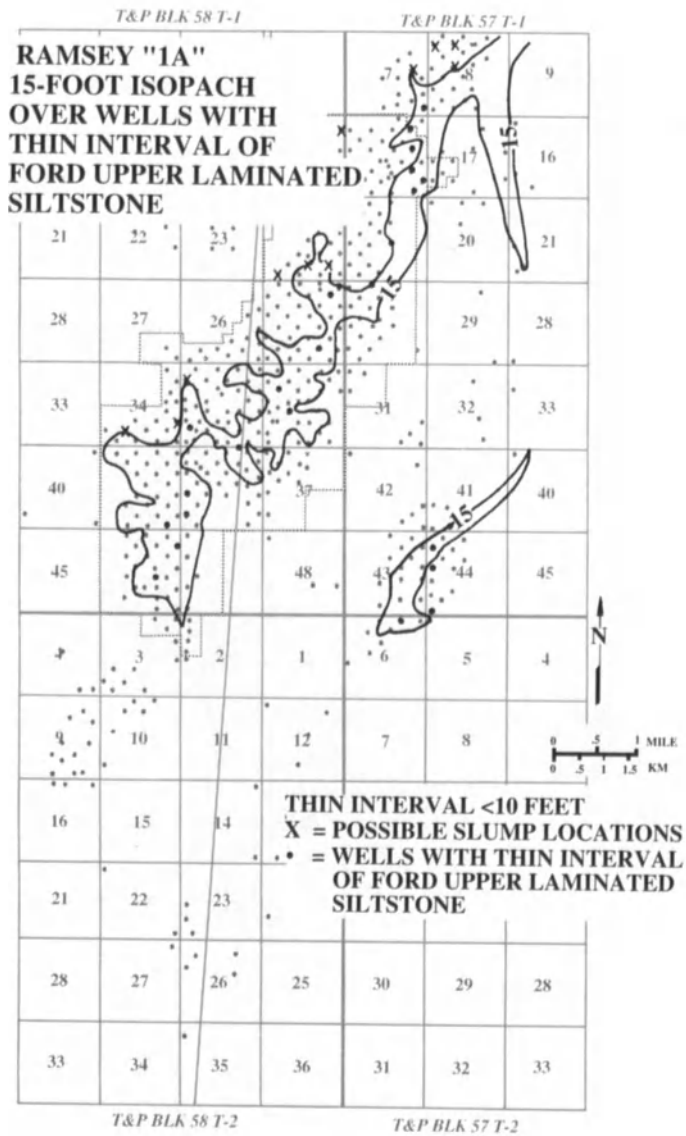 T&P BLK 58 T-1 T&P BLK 57 T-1
RAMSEY "1A"
15-FOOT ISOPACH
OVER WELLS WITH
THIN INTERVAL OF
FORD UPPER LAMINATED
SILTSTONE
7 8 9
15
17 16
21 22 23 20 21
15
28 27 26 29 28
33 34 31 32 33
40 37 42 41 40
15
45 48 43 44 45
N
4 3 2 1 6 5 4
9 10 11 12 7 8
0 .5 1 MILE
0 .5 1 1.5 KM
THIN INTERVAL <10 FEET
16 15 14
X = POSSIBLE SLUMP LOCATIONS
• = WELLS WITH THIN INTERVAL
OF FORD UPPER LAMINATED
SILTSTONE
21 22 23
28 27 26 25 30 29 28
33 34 35 36 31 32 33
T&P BLK 58 T-2 T&P BLK 57 T-2